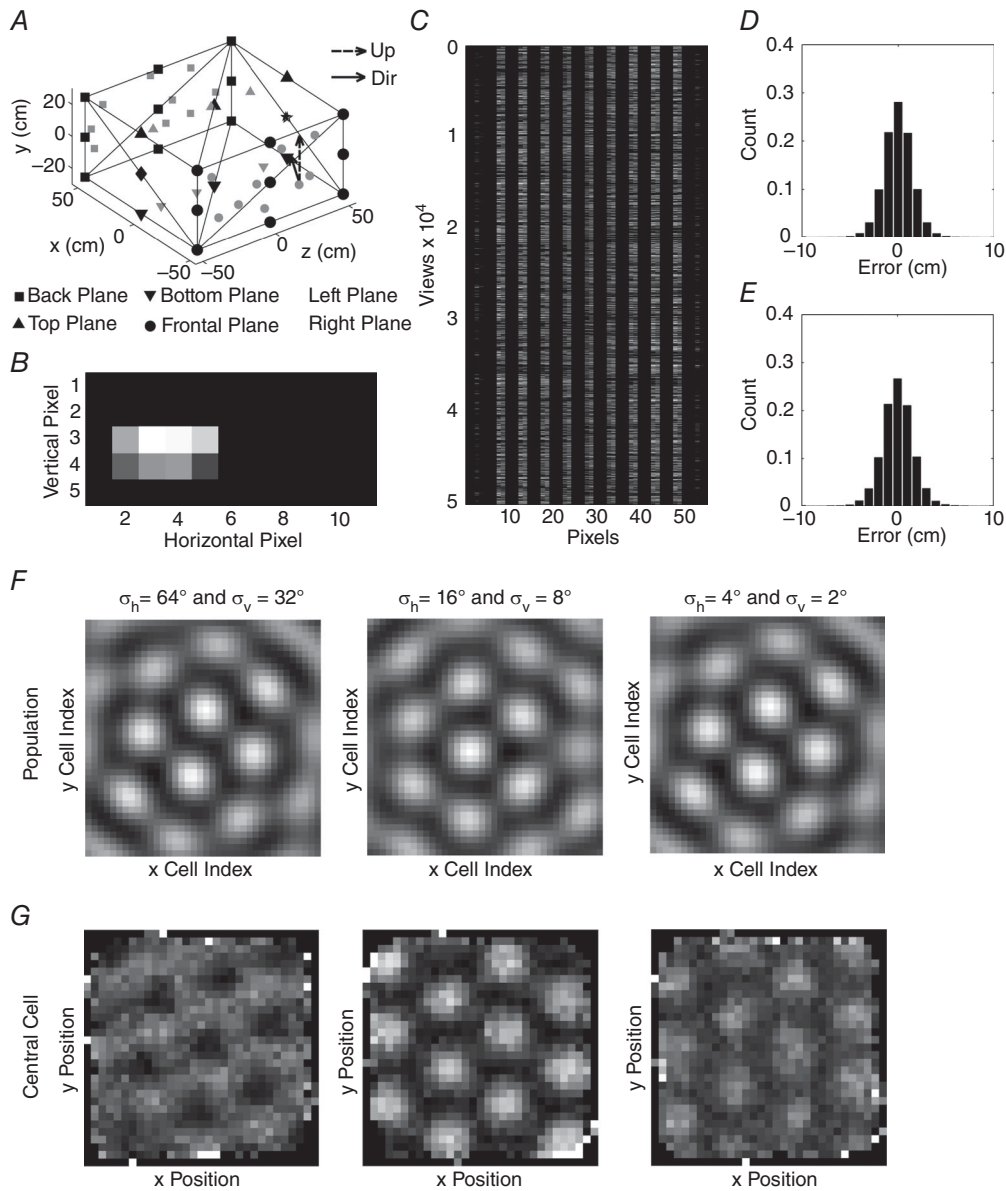 A
Up
Dir
y (cm)
20
0
−20
50
0
−50
x (cm)
−50
0
50
z (cm)
Back Plane
Bottom Plane
Left Plane
Top Plane
Frontal Plane
Right Plane
B
Vertical Pixel
1
2
3
4
5
2 4 6 8 10
Horizontal Pixel
C
Views x 10⁴
0
1
2
3
4
5
10 20 30 40 50
Pixels
D
Count
0.4
0.3
0.2
0.1
0
−10 0 10
Error (cm)
E
Count
0.4
0.3
0.2
0.1
0
−10 0 10
Error (cm)
F
σh= 64° and σv= 32°
σh= 16° and σv= 8°
σh= 4° and σv= 2°
Population
y Cell Index
y Cell Index
y Cell Index
x Cell Index
x Cell Index
x Cell Index
G
Central Cell
y Position
y Position
y Position
x Position
x Position
x Position